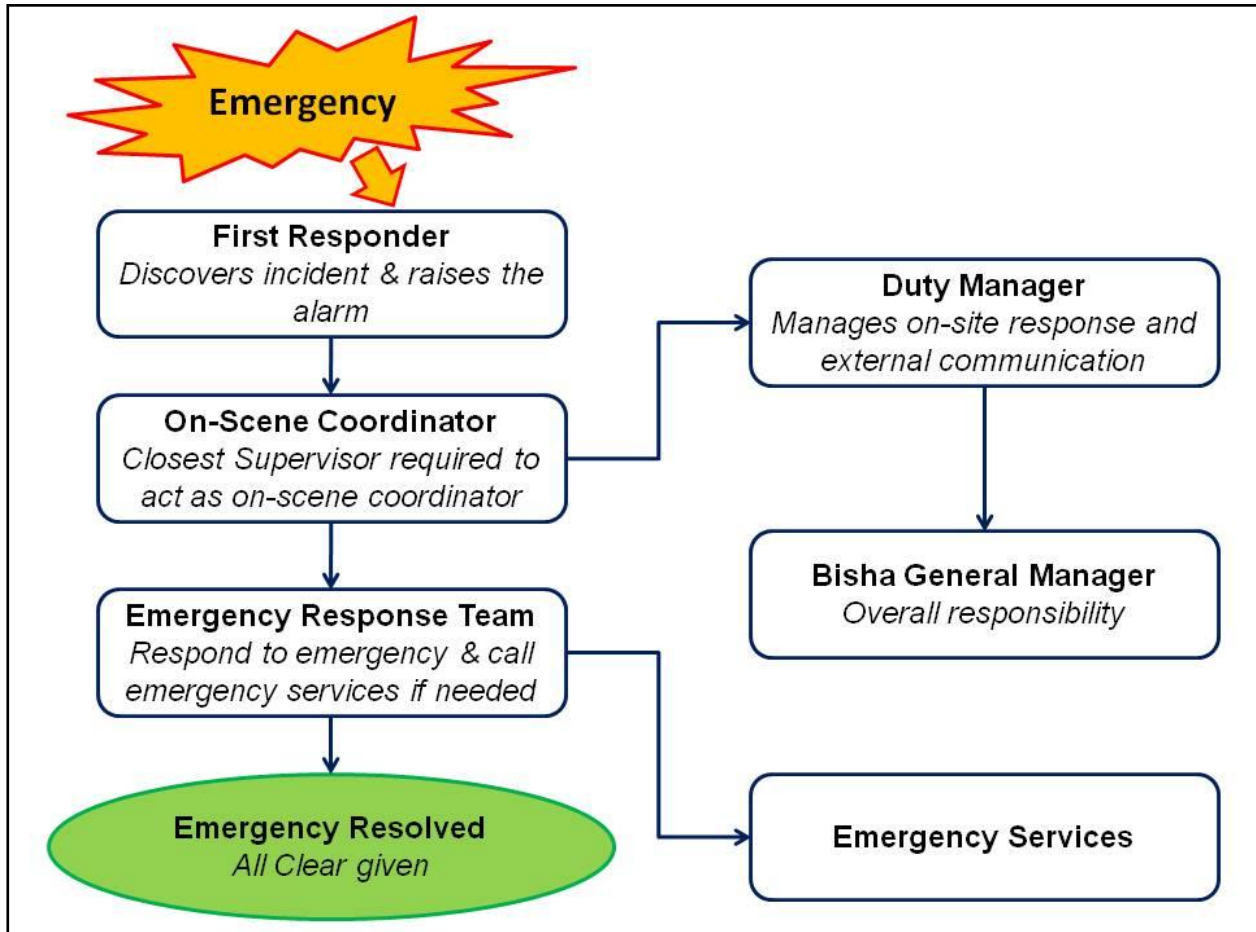 Emergency
First Responder
Discovers incident & raises the
alarm
On-Scene Coordinator
Closest Supervisor required to
act as on-scene coordinator
Emergency Response Team
Respond to emergency & call
emergency services if needed
Emergency Resolved
All Clear given
Duty Manager
Manages on-site response and
external communication
Bisha General Manager
Overall responsibility
Emergency Services